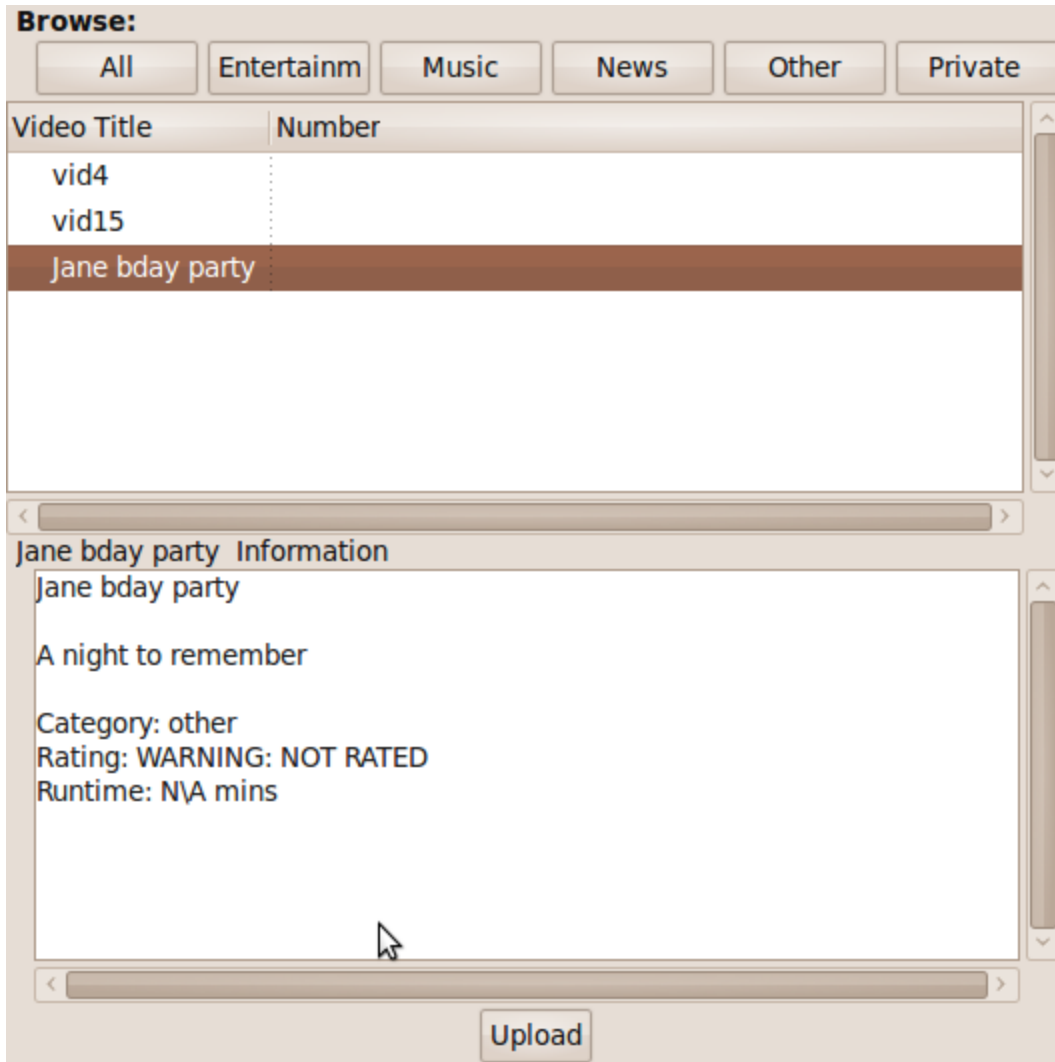 Browse:
All Entertainm Music News Other Private
Video Title Number
vid4
vid15
Jane bday party
Jane bday party Information
Jane bday party
A night to remember
Category: other
Rating: WARNING: NOT RATED
Runtime: N\A mins
Upload